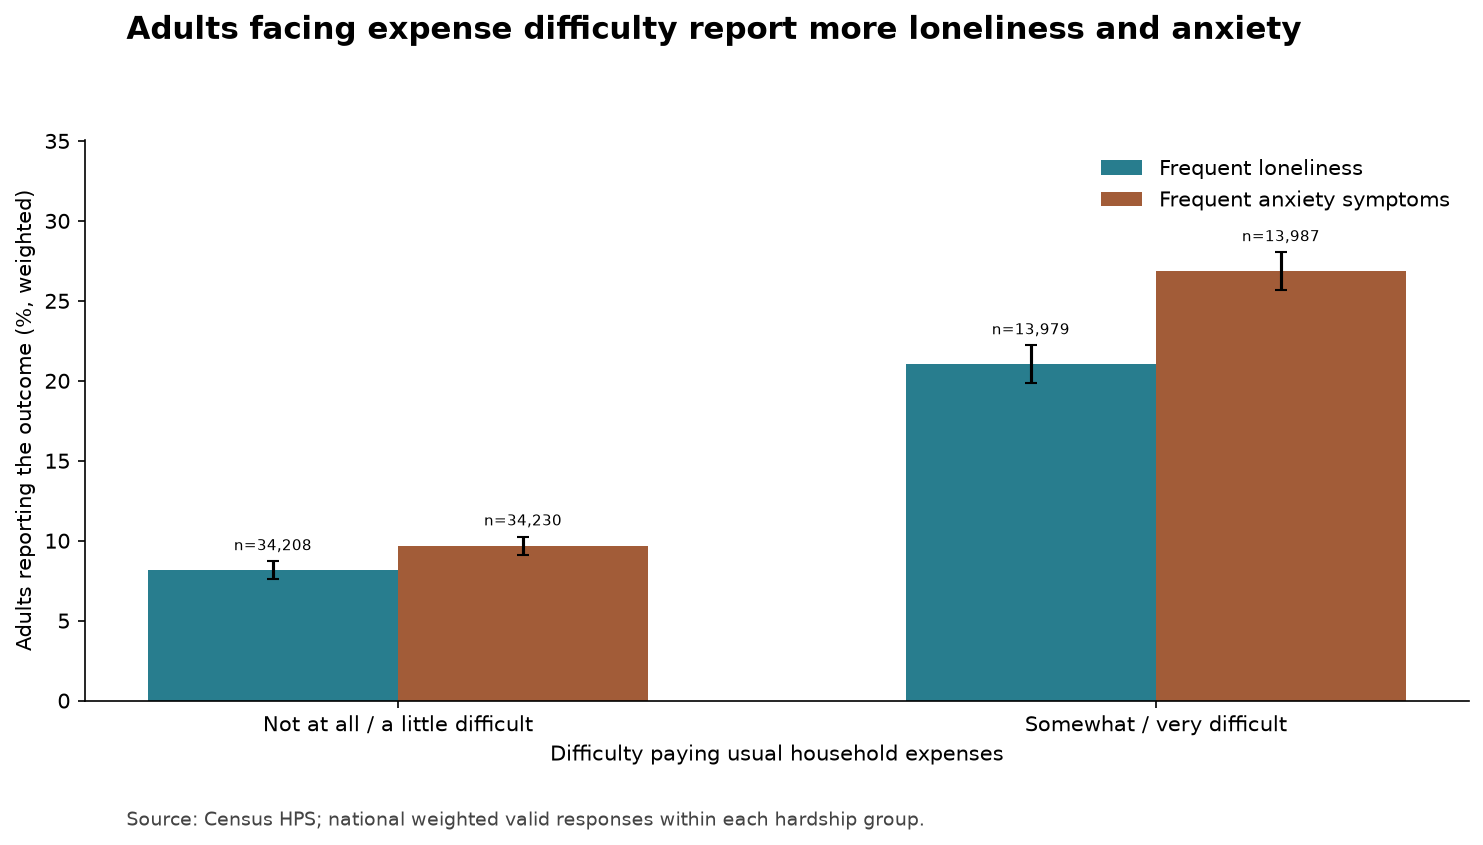 Adults facing expense difficulty report more loneliness and anxiety
Adults reporting the outcome (%, weighted)
35
30
25
20
15
10
5
0
Frequent loneliness
Frequent anxiety symptoms
n=34,208
n=34,230
n=13,979
n=13,987
Not at all / a little difficult
Somewhat / very difficult
Difficulty paying usual household expenses
Source: Census HPS; national weighted valid responses within each hardship group.